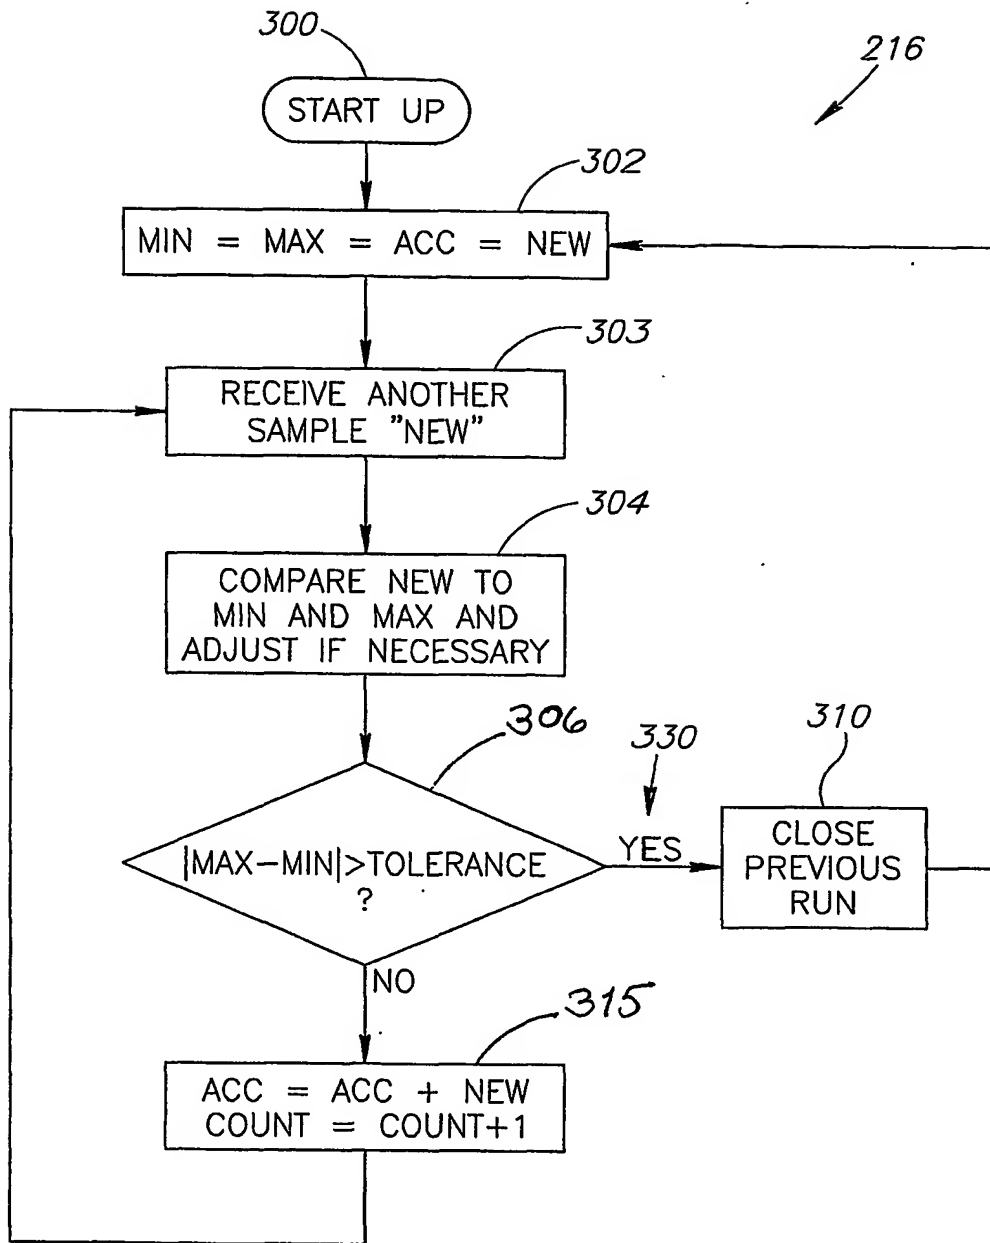 300
216
START UP
302
MIN = MAX = ACC = NEW
303
RECEIVE ANOTHER
SAMPLE "NEW"
304
COMPARE NEW TO
MIN AND MAX AND
ADJUST IF NECESSARY
306
330
310
|MAX-MIN|>TOLERANCE
?
YES
CLOSE
PREVIOUS
RUN
NO
315
ACC = ACC + NEW
COUNT = COUNT+1